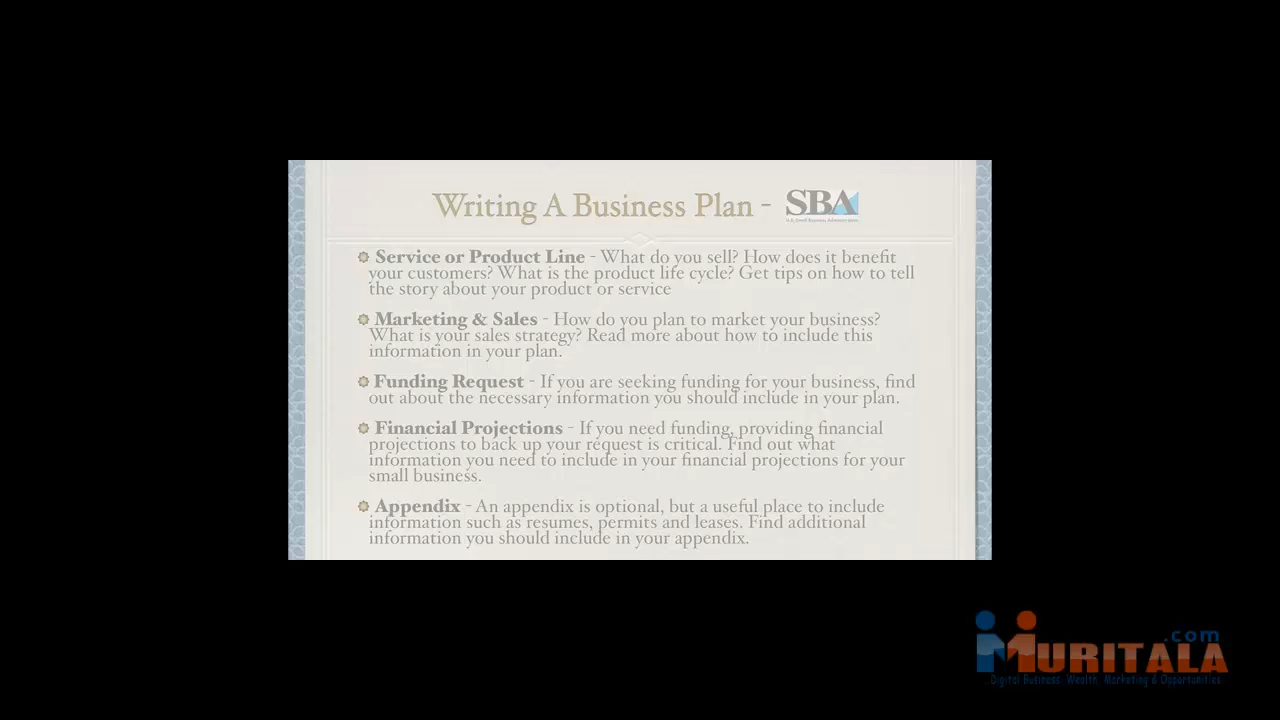 Writing A Business Plan - SBA
U.S. Small Business Administration
Service or Product Line - What do you sell? How does it benefit
your customers? What is the product life cycle? Get tips on how to tell
the story about your product or service
Marketing & Sales - How do you plan to market your business?
What is your sales strategy? Read more about how to include this
information in your plan.
Funding Request - If you are seeking funding for your business, find
out about the necessary information you should include in your plan.
Financial Projections - If you need funding, providing financial
projections to back up your request is critical. Find out what
information you need to include in your financial projections for your
small business.
Appendix - An appendix is optional, but a useful place to include
information such as resumes, permits and leases. Find additional
information you should include in your appendix.
.com
MURITALA
Digital Business, Wealth, Marketing & Opportunities